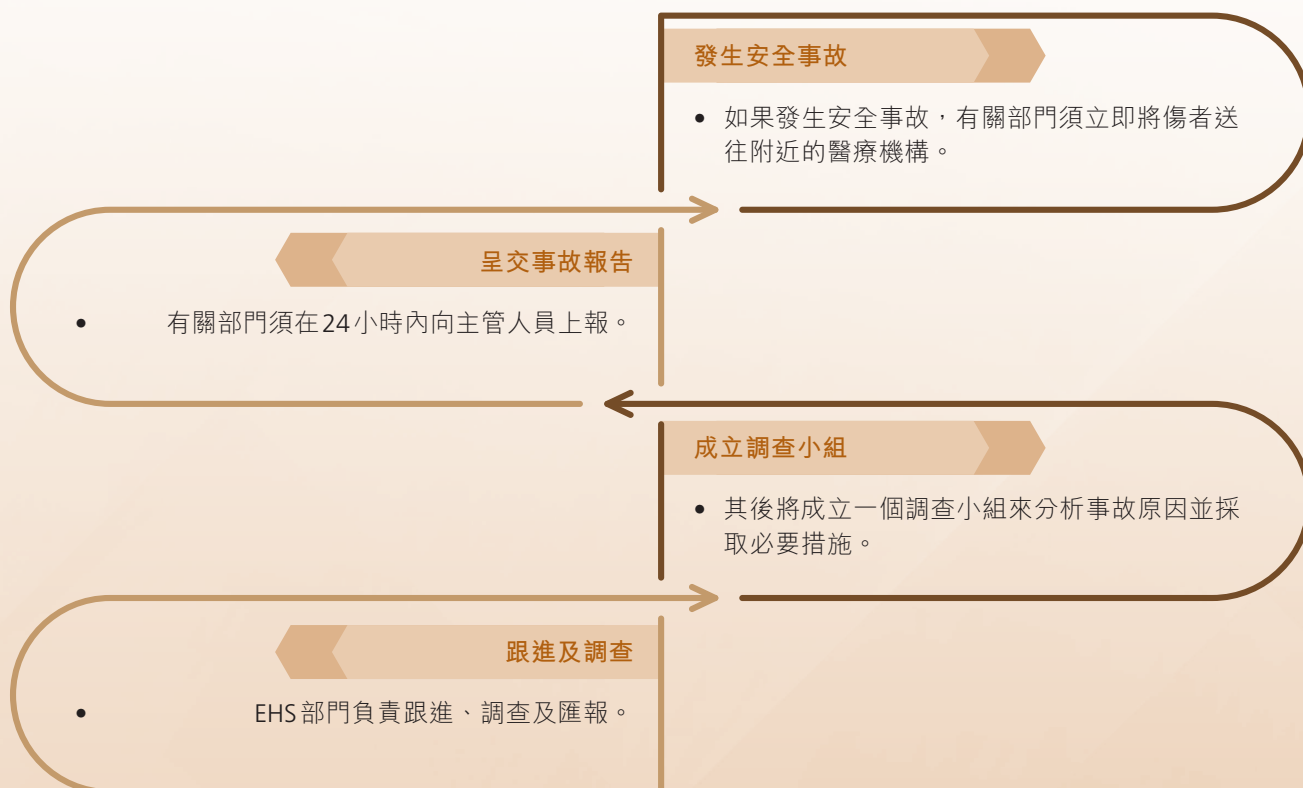 發生安全事故
• 如果發生安全事故，有關部門須立即將傷者送
往附近的醫療機構。
呈交事故報告
• 有關部門須在24小時內向主管人員上報。
成立調查小組
• 其後將成立一個調查小組來分析事故原因並採
取必要措施。
跟進及調查
• EHS部門負責跟進、調查及匯報。